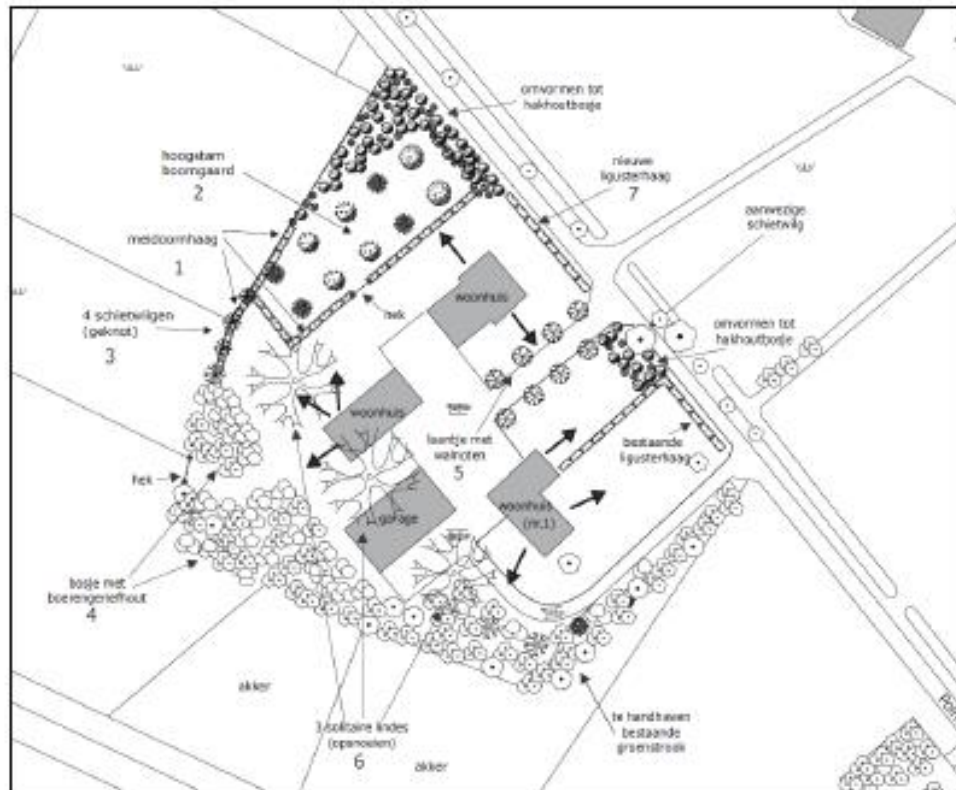 omvormen tot
hakhoutbosje
hoogstam
boomgaard
2
nieuwe
ligusterhaag
7
aanwezige
schietwilg
meidoornhaag
1
woonhuis
hek
4 schietwilgen
(geknot)
3
omvormen tot
hakhoutbosje
woonhuis
laantje met
walnoten
5
bestaande
ligusterhaag
hek
woonhuis
(nr.1)
garage
bosje met
boerengeriefhout
4
akker
3 solitaire lindes
(opsnoeien)
6
akker
te handhaven
bestaande
groenstrook